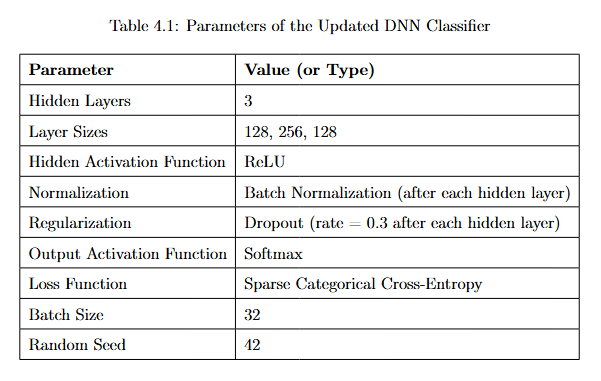 Table 4.1: Parameters of the Updated DNN Classifier
Parameter Value (or Type)
Hidden Layers 3
Layer Sizes 128, 256, 128
Hidden Activation Function ReLU
Normalization Batch Normalization (after each hidden layer)
Regularization Dropout (rate = 0.3 after each hidden layer)
Output Activation Function Softmax
Loss Function Sparse Categorical Cross-Entropy
Batch Size 32
Random Seed 42